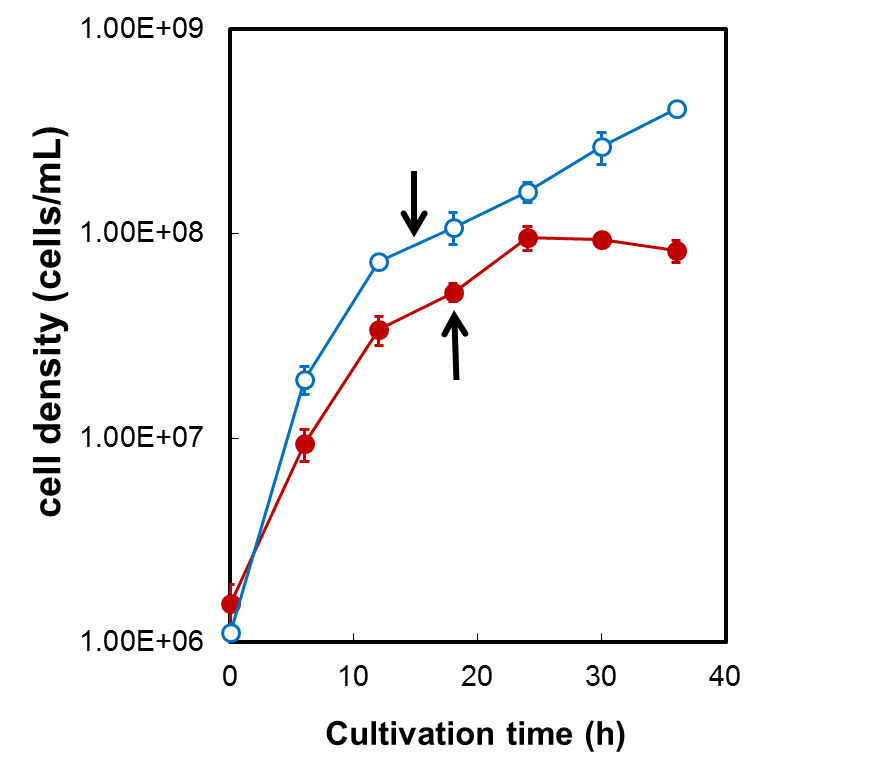 1.00E+09
1.00E+08
1.00E+07
1.00E+06
cell density (cells/mL)
0 10 20 30 40
Cultivation time (h)